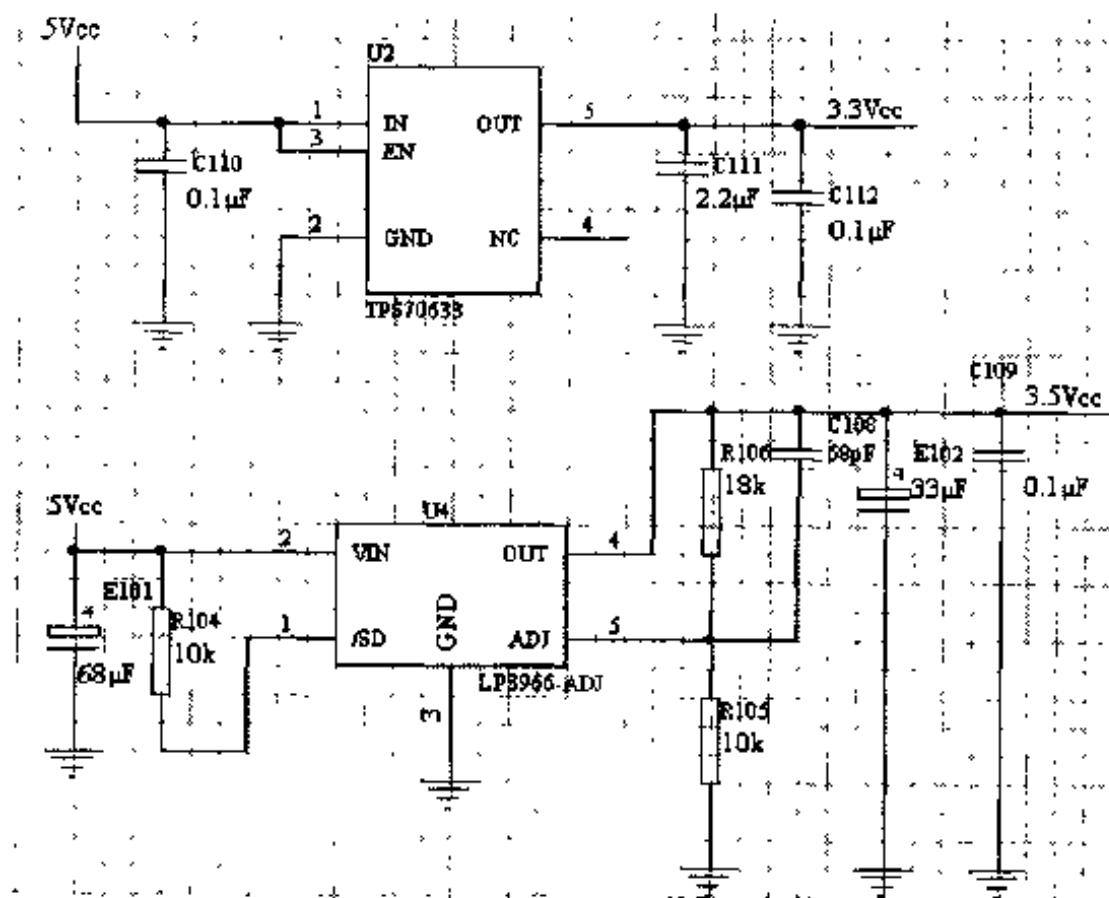 5Vcc
U2
1
IN
OUT
5
3.3Vcc
3
EN
C110
0.1μF
C111
2.2μF
C112
0.1μF
2
GND
NC
4
TPS70633
C109
3.5Vcc
C108
68pF
R106
18k
E102
33μF
0.1μF
5Vcc
U4
2
VIN
OUT
4
E101
R104
10k
1
/SD
GND
ADJ
5
68μF
LP8966-ADJ
3
R105
10k